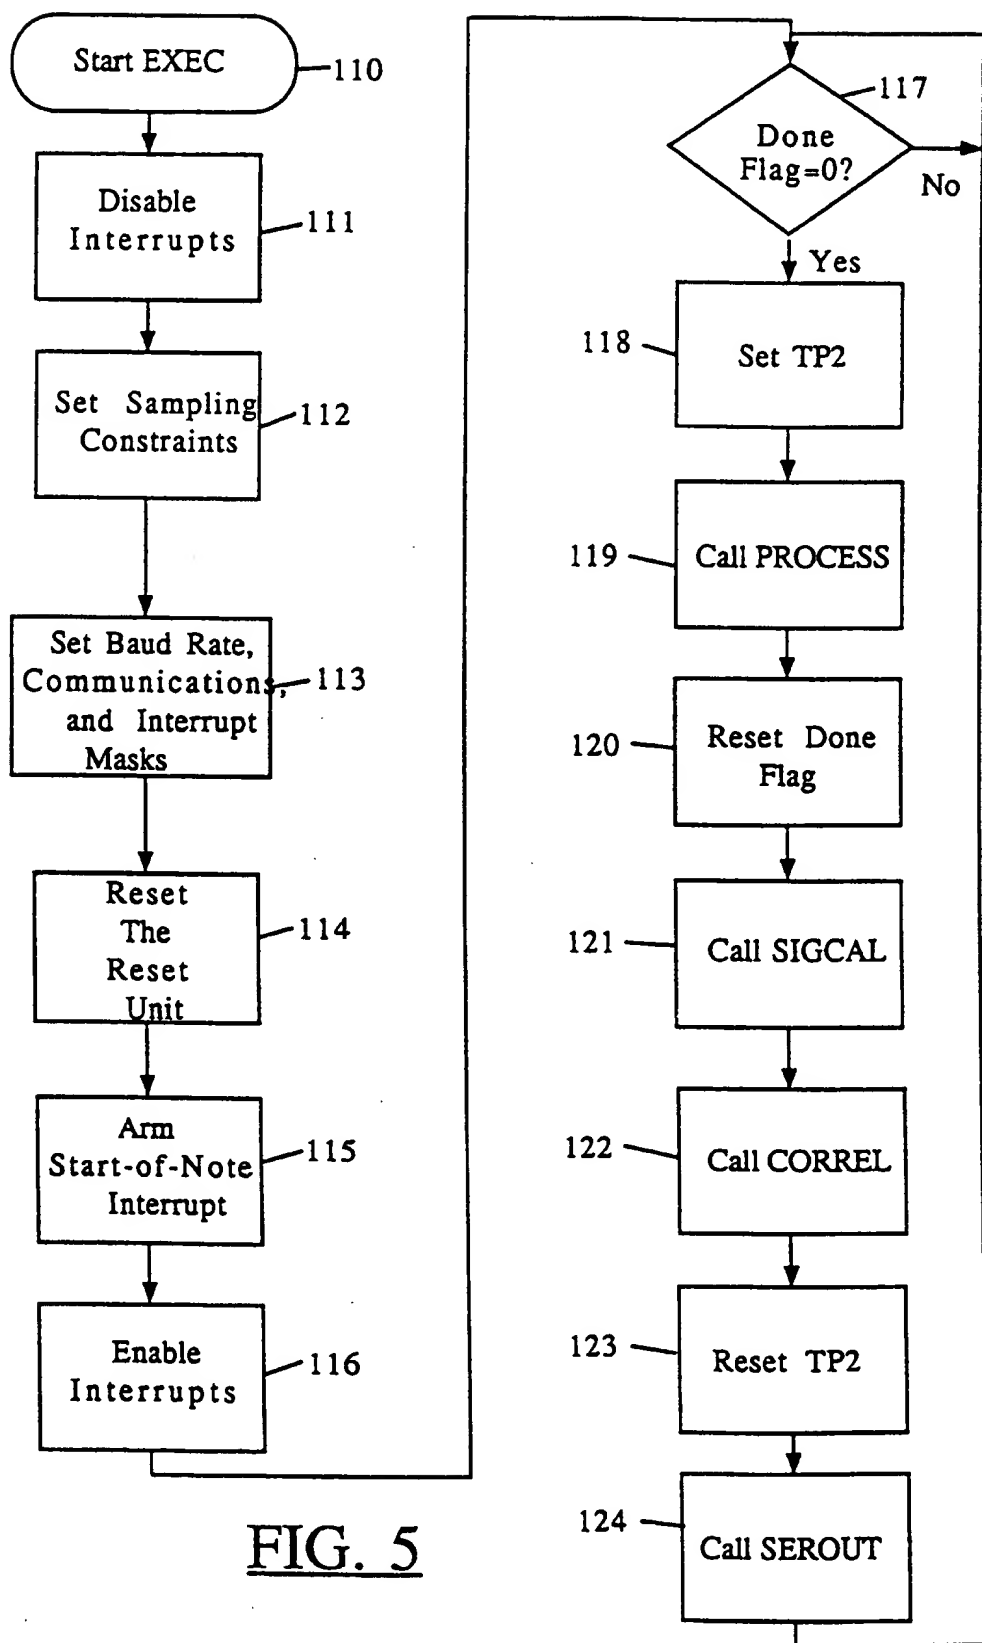 Start EXEC
110
Disable
Interrupts
111
Set Sampling
Constraints
112
Set Baud Rate,
Communications,
and Interrupt
Masks
113
Reset
The
Reset
Unit
114
Arm
Start-of-Note
Interrupt
115
Enable
Interrupts
116
117
Done
Flag=0?
No
Yes
118
Set TP2
119
Call PROCESS
120
Reset Done
Flag
121
Call SIGCAL
122
Call CORREL
123
Reset TP2
124
Call SEROUT
FIG. 5